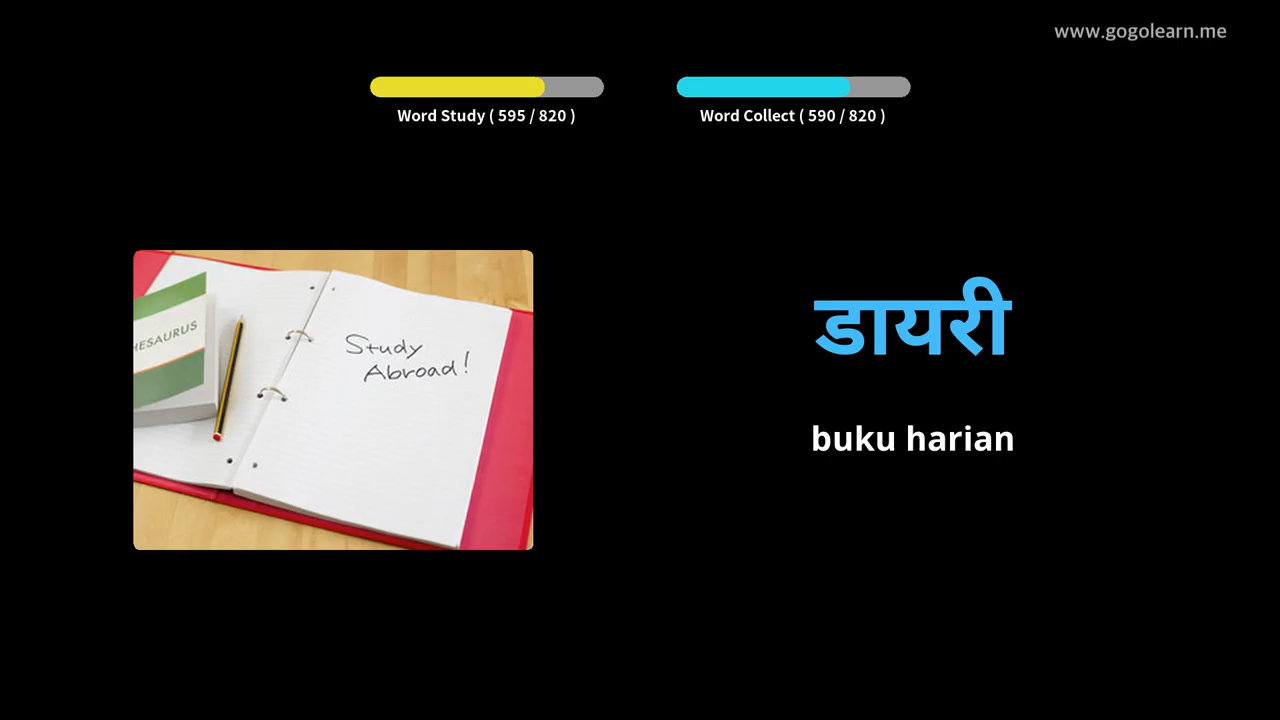 www.gogolearn.me
Word Study ( 595 / 820 )
Word Collect ( 590 / 820 )
HESAURUS
Study
Abroad!
डायरी
buku harian